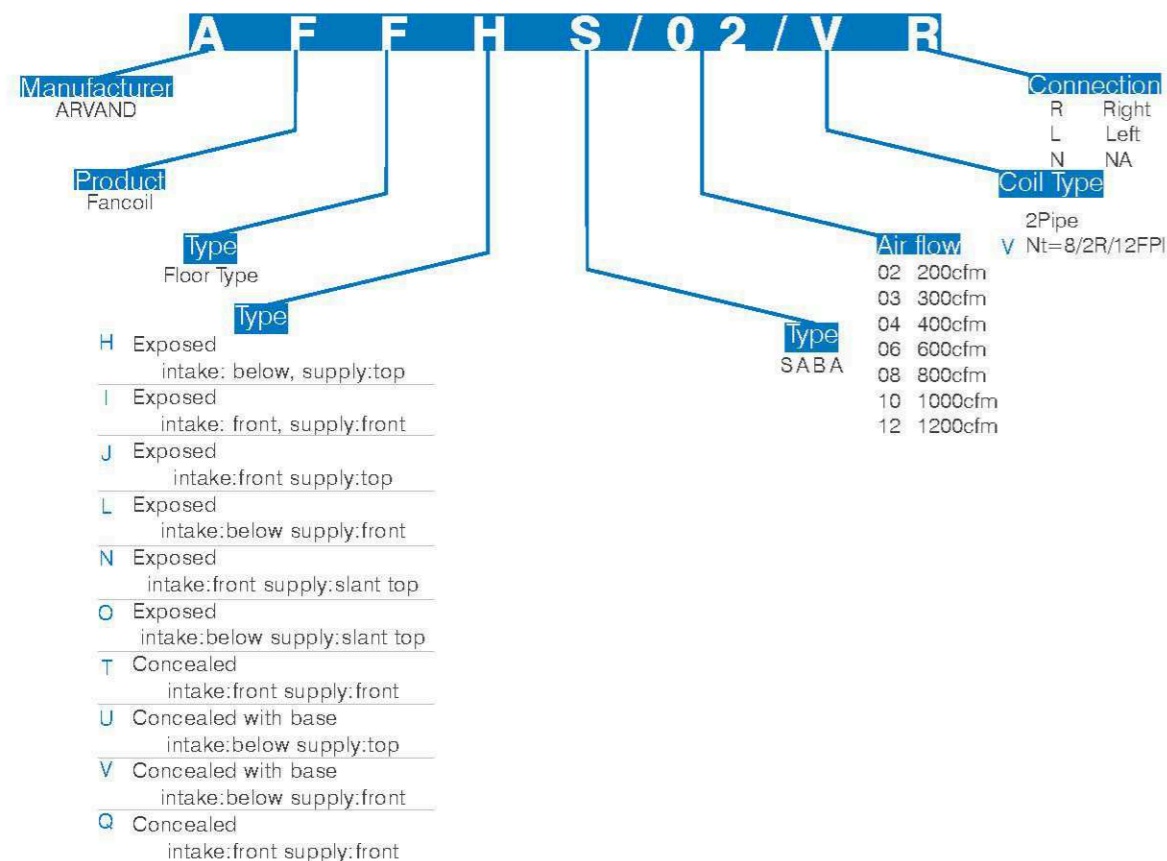 A F F H S / 0 2 / V R
Manufacturer
ARVAND
Product
Fancoil
Type
Floor Type
Type
H Exposed
intake: below, supply:top
I Exposed
intake: front, supply:front
J Exposed
intake:front supply:top
L Exposed
intake:below supply:front
N Exposed
intake:front supply:slant top
O Exposed
intake:below supply:slant top
T Concealed
intake:front supply:front
U Concealed with base
intake:below supply:top
V Concealed with base
intake:below supply:front
Q Concealed
intake:front supply:front
Type
SABA
Air flow
02 200cfm
03 300cfm
04 400cfm
06 600cfm
08 800cfm
10 1000cfm
12 1200cfm
Connection
R Right
L Left
N NA
Coil Type
2Pipe
V Nt=8/2R/12FPI